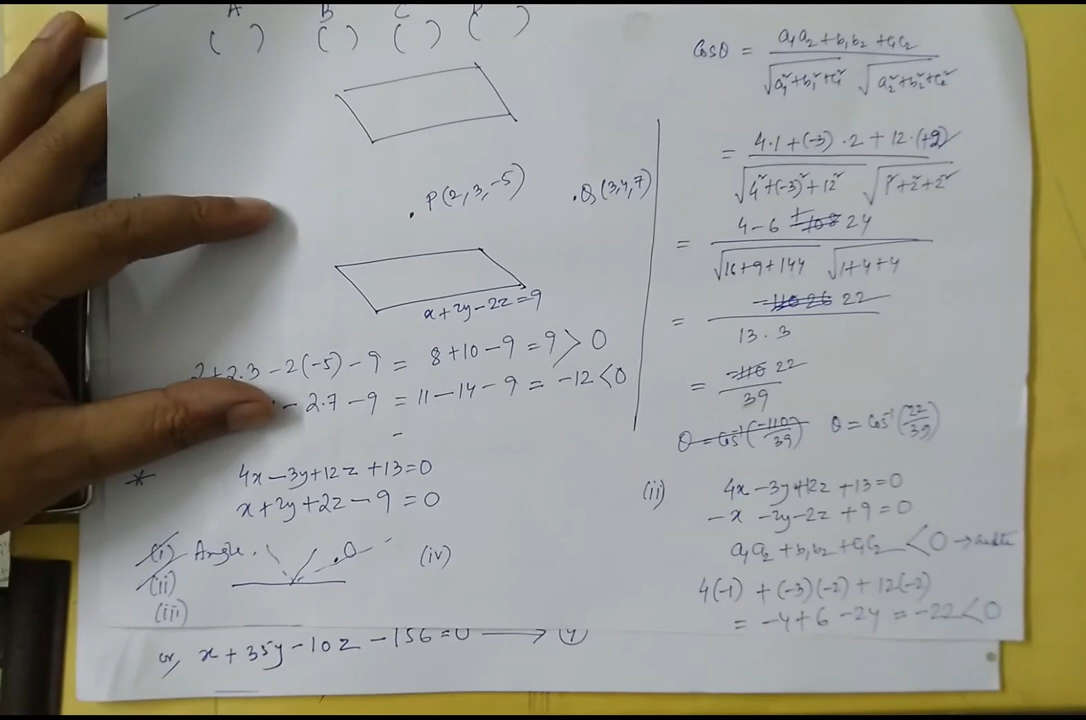 A B C
( ) ( ) ( ) ( )
P(2,3,-5)
Q(3,4,7)
x+2y-2z=9
2+2.3-2(-5)-9 = 8+10-9 = 9 > 0
- 2.7-9 = 11-14-9 = -12 < 0
-
* 4x-3y+12z+13=0
x+2y+2z-9=0
(i) Angle.
(ii)
(iii)
(iv)
O
or, x+35y-10z-156=0 → (4)
Cosθ = a₁a₂+b₁b₂+c₁c₂ / √a₁²+b₁²+c₁² √a₂²+b₂²+c₂²
= 4.1+(-3).2+12.(+2) / √4²+(-3)²+12² √1²+2²+2²
= 4-6+24 / √16+9+144 √1+4+4
= 22 / 13.3
= 22 / 39
θ = Cos⁻¹(-110/39) θ = Cos⁻¹(22/39)
(ii) 4x-3y+12z+13=0
-x-2y-2z+9=0
a₁a₂+b₁b₂+c₁c₂ < 0 →
4(-1)+(-3)(-2)+12(-2)
= -4+6-24 = -22 < 0